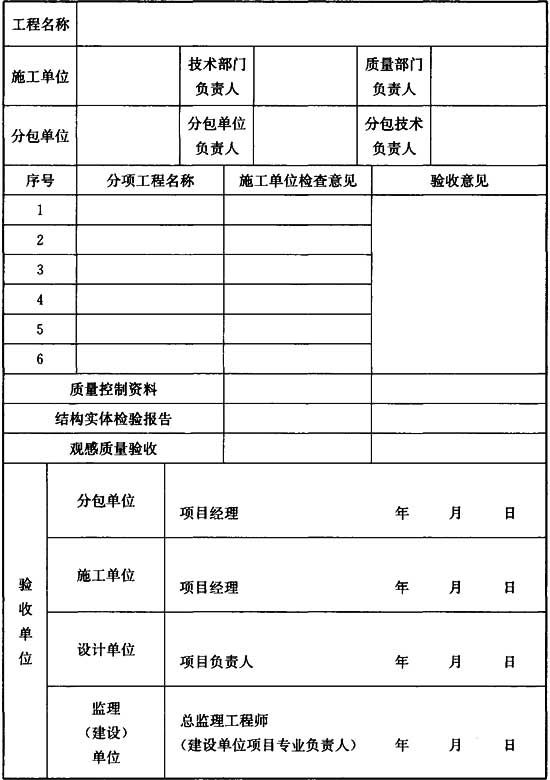 工程名称
施工单位 技术部门负责人 质量部门负责人
分包单位 分包单位负责人 分包技术负责人
序号 分项工程名称 施工单位检查意见 验收意见
1
2
3
4
5
6
质量控制资料
结构实体检验报告
观感质量验收
验收单位
分包单位
项目经理 年 月 日
施工单位
项目经理 年 月 日
设计单位
项目负责人 年 月 日
监理
（建设）
单位
总监理工程师
（建设单位项目专业负责人） 年 月 日